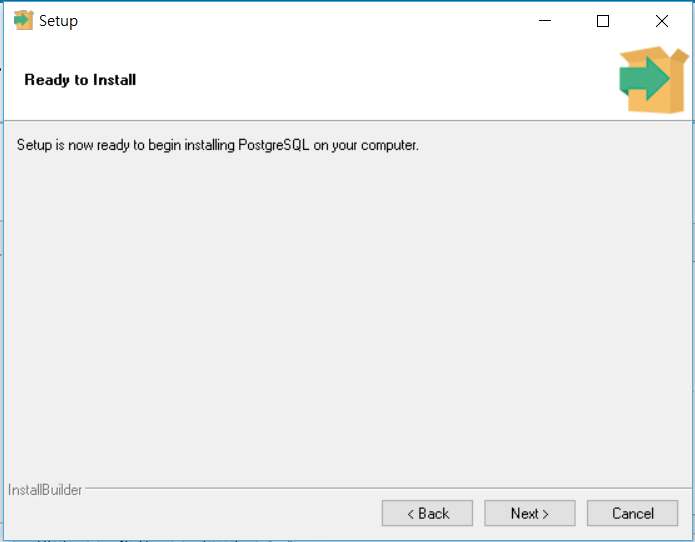 Setup
Ready to Install
Setup is now ready to begin installing PostgreSQL on your computer.
InstallBuilder
< Back
Next >
Cancel